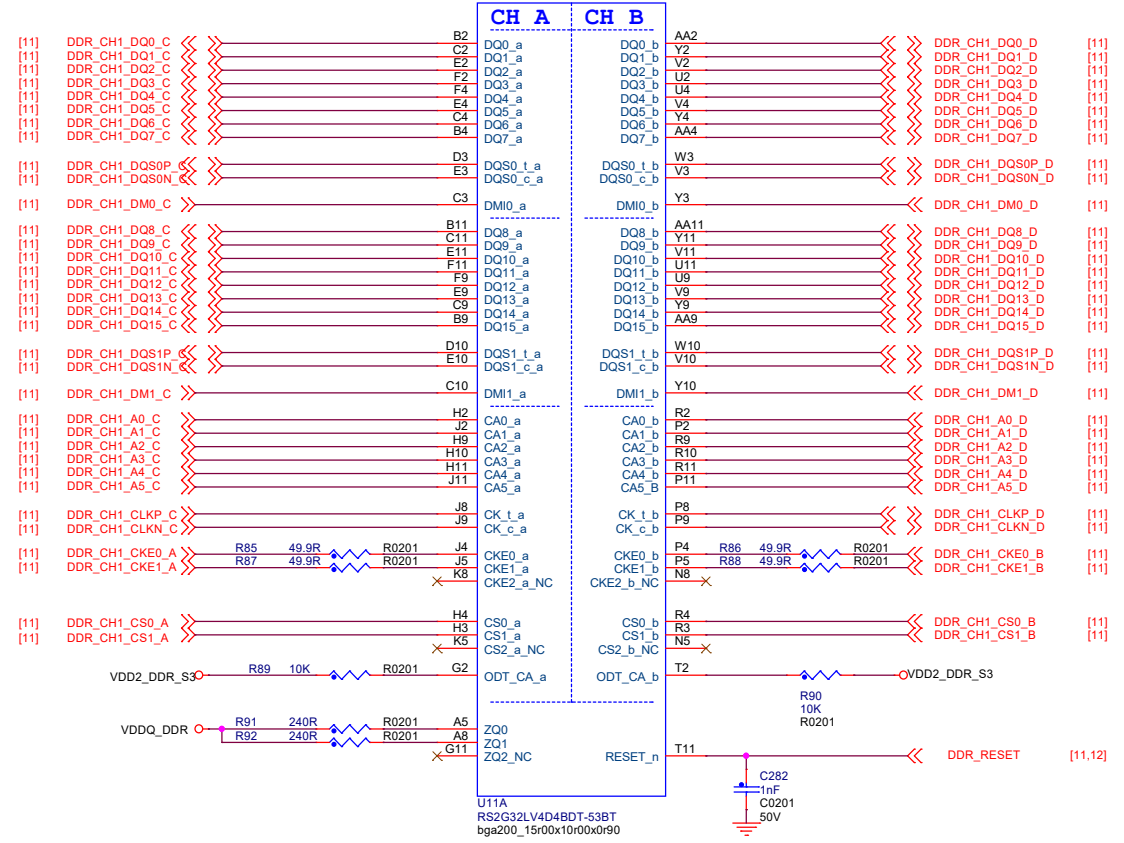 CH A CH B
[11] DDR_CH1_DQ0_C B2 DQ0_a DQ0_b AA2 DDR_CH1_DQ0_D [11]
[11] DDR_CH1_DQ1_C C2 DQ1_a DQ1_b Y2 DDR_CH1_DQ1_D [11]
[11] DDR_CH1_DQ2_C E2 DQ2_a DQ2_b V2 DDR_CH1_DQ2_D [11]
[11] DDR_CH1_DQ3_C F2 DQ3_a DQ3_b U2 DDR_CH1_DQ3_D [11]
[11] DDR_CH1_DQ4_C F4 DQ4_a DQ4_b U4 DDR_CH1_DQ4_D [11]
[11] DDR_CH1_DQ5_C E4 DQ5_a DQ5_b V4 DDR_CH1_DQ5_D [11]
[11] DDR_CH1_DQ6_C C4 DQ6_a DQ6_b Y4 DDR_CH1_DQ6_D [11]
[11] DDR_CH1_DQ7_C B4 DQ7_a DQ7_b AA4 DDR_CH1_DQ7_D [11]
[11] DDR_CH1_DQS0P_C D3 DQS0_t_a DQS0_t_b W3 DDR_CH1_DQS0P_D [11]
[11] DDR_CH1_DQS0N_C E3 DQS0_c_a DQS0_c_b V3 DDR_CH1_DQS0N_D [11]
[11] DDR_CH1_DM0_C C3 DMI0_a DMI0_b Y3 DDR_CH1_DM0_D [11]
[11] DDR_CH1_DQ8_C B11 DQ8_a DQ8_b AA11 DDR_CH1_DQ8_D [11]
[11] DDR_CH1_DQ9_C C11 DQ9_a DQ9_b Y11 DDR_CH1_DQ9_D [11]
[11] DDR_CH1_DQ10_C E11 DQ10_a DQ10_b V11 DDR_CH1_DQ10_D [11]
[11] DDR_CH1_DQ11_C F11 DQ11_a DQ11_b U11 DDR_CH1_DQ11_D [11]
[11] DDR_CH1_DQ12_C F9 DQ12_a DQ12_b U9 DDR_CH1_DQ12_D [11]
[11] DDR_CH1_DQ13_C E9 DQ13_a DQ13_b V9 DDR_CH1_DQ13_D [11]
[11] DDR_CH1_DQ14_C C9 DQ14_a DQ14_b Y9 DDR_CH1_DQ14_D [11]
[11] DDR_CH1_DQ15_C B9 DQ15_a DQ15_b AA9 DDR_CH1_DQ15_D [11]
[11] DDR_CH1_DQS1P_C D10 DQS1_t_a DQS1_t_b W10 DDR_CH1_DQS1P_D [11]
[11] DDR_CH1_DQS1N_C E10 DQS1_c_a DQS1_c_b V10 DDR_CH1_DQS1N_D [11]
[11] DDR_CH1_DM1_C C10 DMI1_a DMI1_b Y10 DDR_CH1_DM1_D [11]
[11] DDR_CH1_A0_C H2 CA0_a CA0_b R2 DDR_CH1_A0_D [11]
[11] DDR_CH1_A1_C J2 CA1_a CA1_b P2 DDR_CH1_A1_D [11]
[11] DDR_CH1_A2_C H9 CA2_a CA2_b R9 DDR_CH1_A2_D [11]
[11] DDR_CH1_A3_C H10 CA3_a CA3_b R10 DDR_CH1_A3_D [11]
[11] DDR_CH1_A4_C H11 CA4_a CA4_b R11 DDR_CH1_A4_D [11]
[11] DDR_CH1_A5_C J11 CA5_a CA5_B P11 DDR_CH1_A5_D [11]
[11] DDR_CH1_CLKP_C J8 CK_t_a CK_t_b P8 DDR_CH1_CLKP_D [11]
[11] DDR_CH1_CLKN_C J9 CK_c_a CK_c_b P9 DDR_CH1_CLKN_D [11]
[11] DDR_CH1_CKE0_A R85 49.9R R0201 J4 CKE0_a CKE0_b P4 R86 49.9R R0201 DDR_CH1_CKE0_B [11]
[11] DDR_CH1_CKE1_A R87 49.9R R0201 J5 CKE1_a CKE1_b P5 R88 49.9R R0201 DDR_CH1_CKE1_B [11]
K8 CKE2_a_NC CKE2_b_NC N8
[11] DDR_CH1_CS0_A H4 CS0_a CS0_b R4 DDR_CH1_CS0_B [11]
[11] DDR_CH1_CS1_A H3 CS1_a CS1_b R3 DDR_CH1_CS1_B [11]
K5 CS2_a_NC CS2_b_NC N5
VDD2_DDR_S3 R89 10K R0201 G2 ODT_CA_a ODT_CA_b T2 VDD2_DDR_S3
R90
10K
R0201
VDDQ_DDR R91 240R R0201 A5 ZQ0
R92 240R R0201 A8 ZQ1
G11 ZQ2_NC RESET_n T11 DDR_RESET [11,12]
C282
1nF
C0201
50V
U11A
RS2G32LV4D4BDT-53BT
bga200_15r00x10r00x0r90